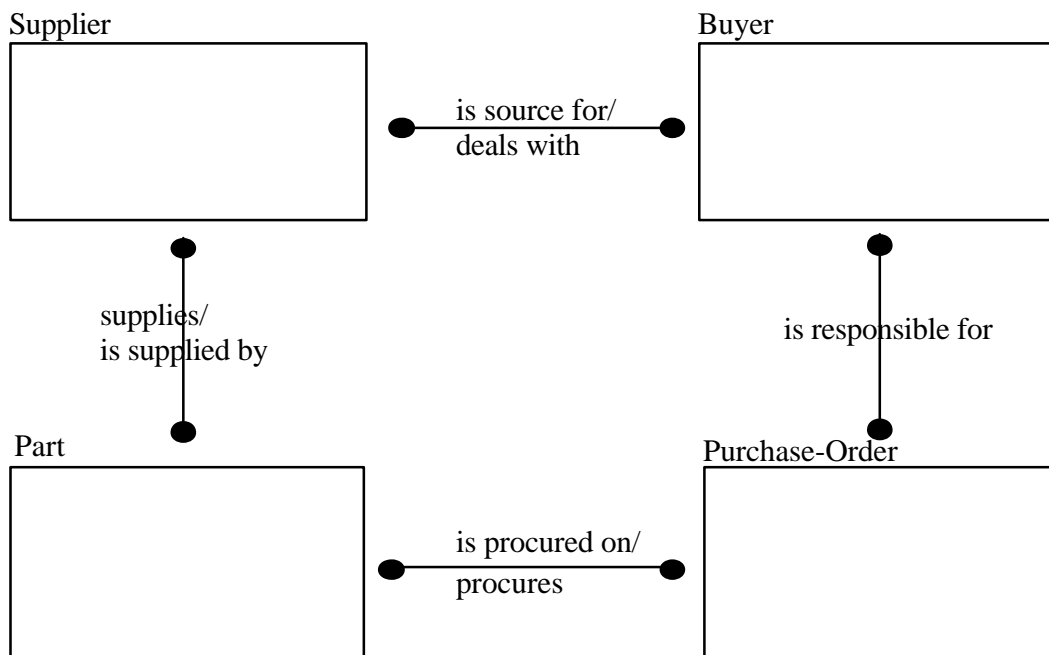 Supplier
Buyer
is source for/
deals with
supplies/
is supplied by
is responsible for
Part
Purchase-Order
is procured on/
procures